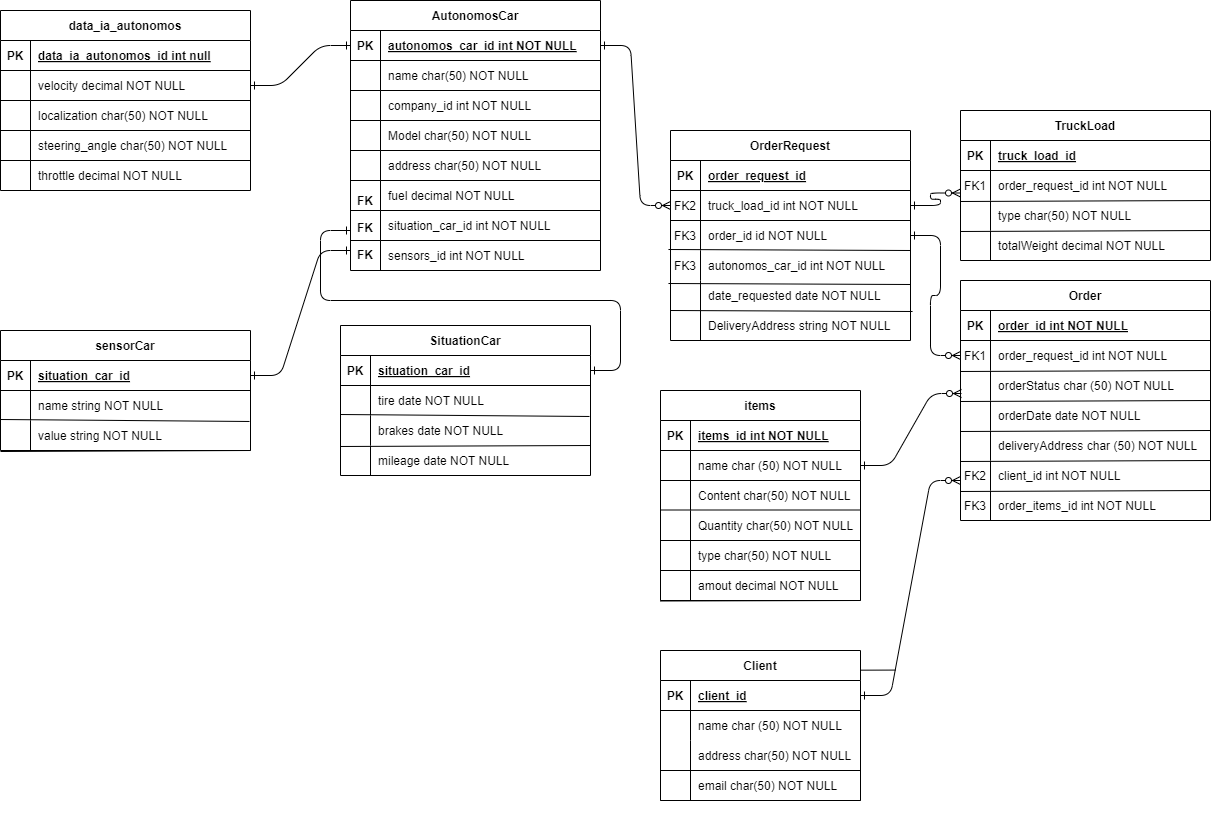 data_ia_autonomos
PK data_ia_autonomos_id int null
velocity decimal NOT NULL
localization char(50) NOT NULL
steering_angle char(50) NOT NULL
throttle decimal NOT NULL
AutonomosCar
PK autonomos_car_id int NOT NULL
name char(50) NOT NULL
company_id int NOT NULL
Model char(50) NOT NULL
address char(50) NOT NULL
FK fuel decimal NOT NULL
FK situation_car_id int NOT NULL
FK sensors_id int NOT NULL
OrderRequest
PK order_request_id
FK2 truck_load_id int NOT NULL
FK3 order_id id NOT NULL
FK3 autonomos_car_id int NOT NULL
date_requested date NOT NULL
DeliveryAddress string NOT NULL
TruckLoad
PK truck_load_id
FK1 order_request_id int NOT NULL
type char(50) NOT NULL
totalWeight decimal NOT NULL
Order
PK order_id int NOT NULL
FK1 order_request_id int NOT NULL
orderStatus char (50) NOT NULL
orderDate date NOT NULL
deliveryAddress char (50) NOT NULL
FK2 client_id int NOT NULL
FK3 order_items_id int NOT NULL
sensorCar
PK situation_car_id
name string NOT NULL
value string NOT NULL
SituationCar
PK situation_car_id
tire date NOT NULL
brakes date NOT NULL
mileage date NOT NULL
items
PK items_id int NOT NULL
name char (50) NOT NULL
Content char(50) NOT NULL
Quantity char(50) NOT NULL
type char(50) NOT NULL
amout decimal NOT NULL
Client
PK client_id
name char (50) NOT NULL
address char(50) NOT NULL
email char(50) NOT NULL